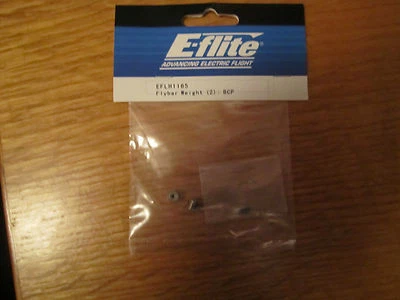 E-flite
ADVANCING ELECTRIC FLIGHT
EFLH1165
Flybar Weight (2): BCP